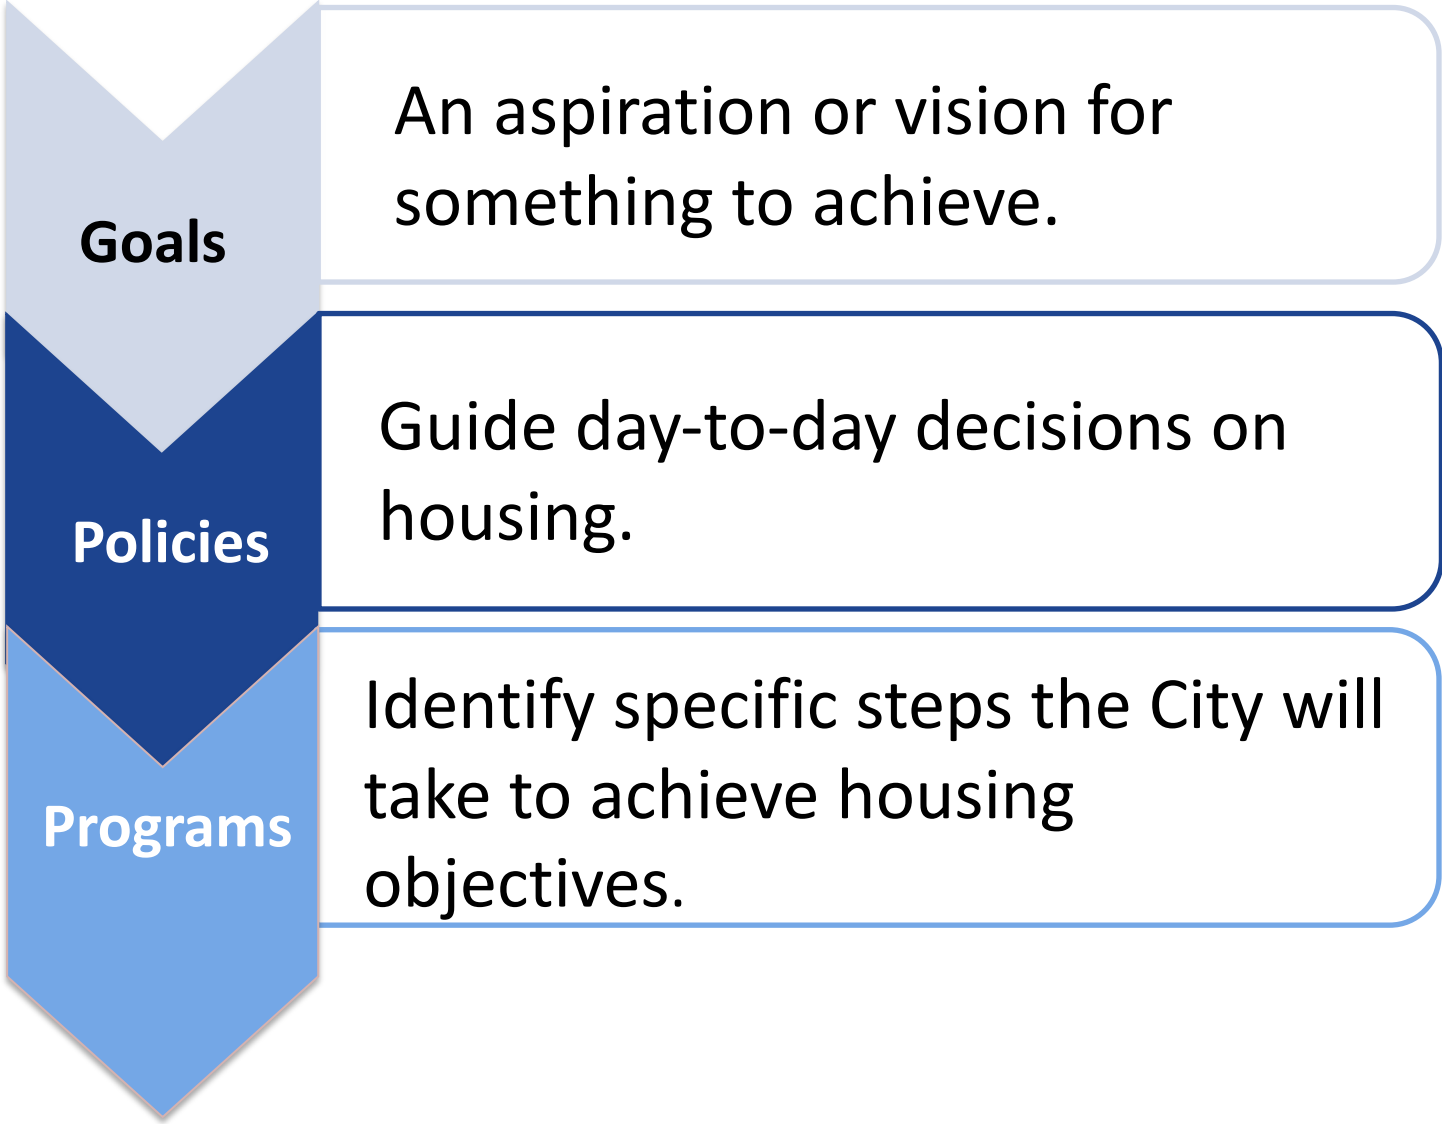 Goals
An aspiration or vision for
something to achieve.
Policies
Guide day-to-day decisions on
housing.
Programs
Identify specific steps the City will
take to achieve housing
objectives.